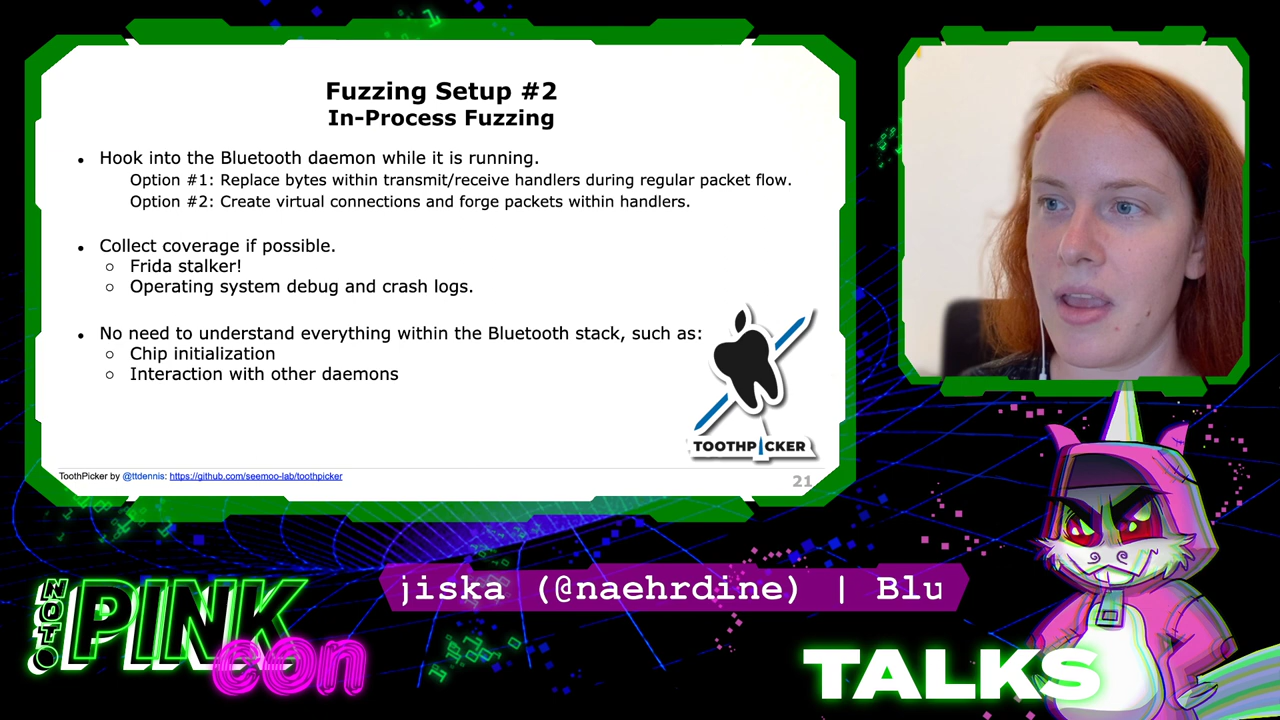 Fuzzing Setup #2
In-Process Fuzzing
• Hook into the Bluetooth daemon while it is running.
Option #1: Replace bytes within transmit/receive handlers during regular packet flow.
Option #2: Create virtual connections and forge packets within handlers.
• Collect coverage if possible.
○ Frida stalker!
○ Operating system debug and crash logs.
• No need to understand everything within the Bluetooth stack, such as:
○ Chip initialization
○ Interaction with other daemons
TOOTHPICKER
ToothPicker by @ttdennis: https://github.com/seemoo-lab/toothpicker
21
jiska (@naehrdine) | Blu
NOT
PINK
con
TALKS